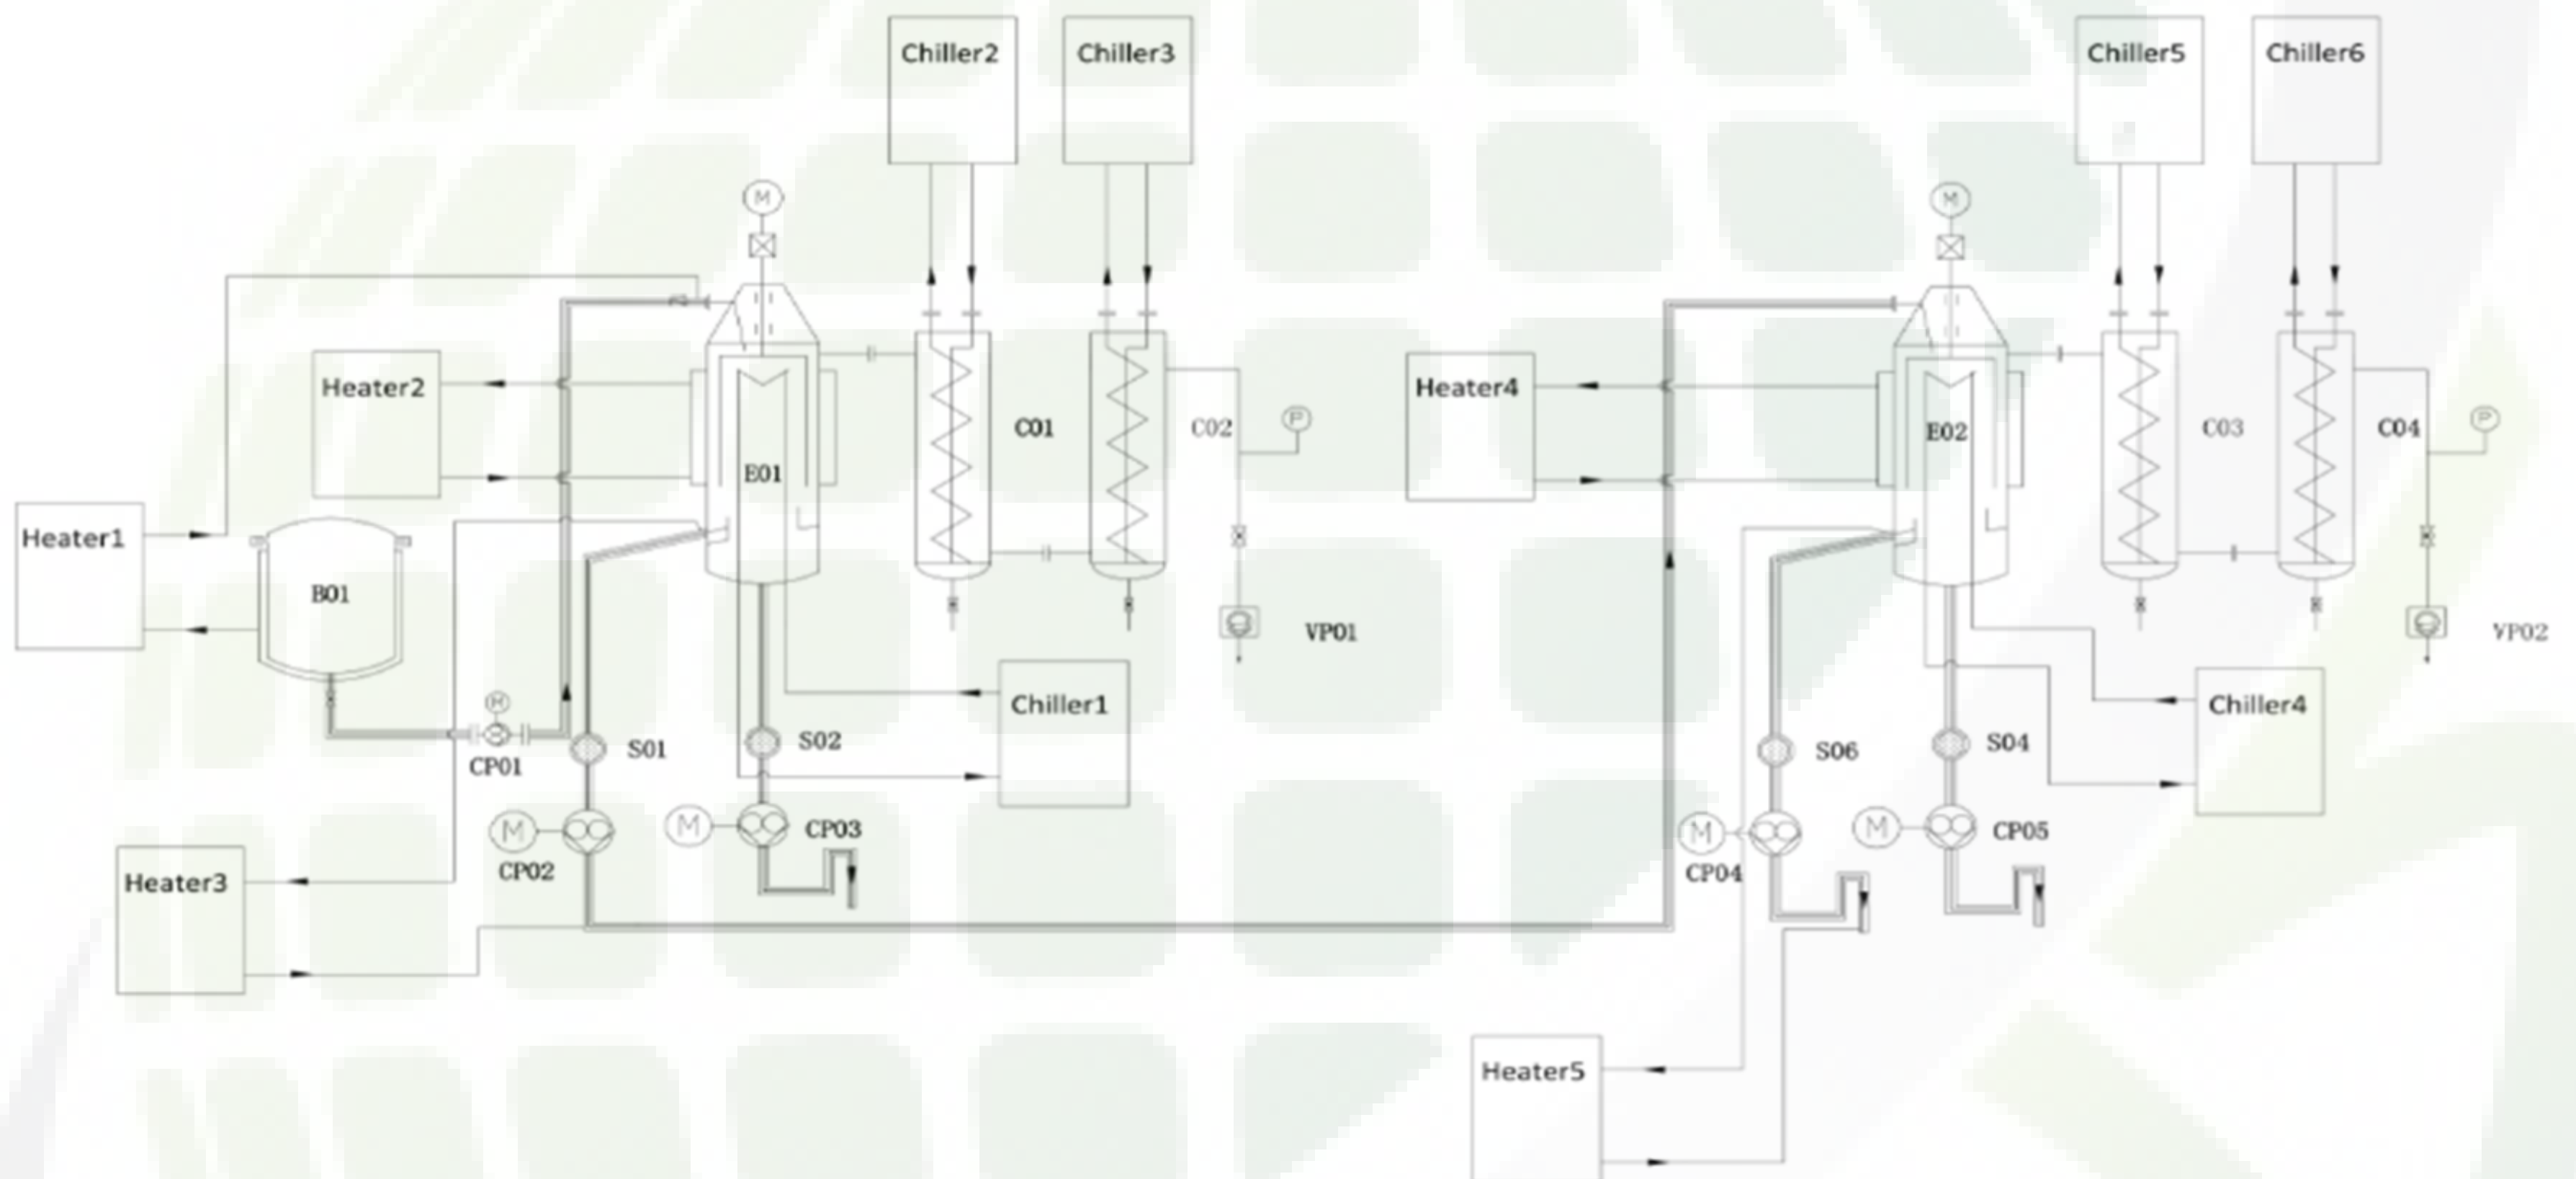 Chiller2
Chiller3
Chiller5
Chiller6
M
M
Heater2
Heater4
C01
C02
P
E01
E02
C03
C04
P
Heater1
B01
VP01
VP02
Chiller1
Chiller4
M
CP01
S01
S02
S06
S04
M
CP02
M
CP03
M
CP04
M
CP05
Heater3
Heater5